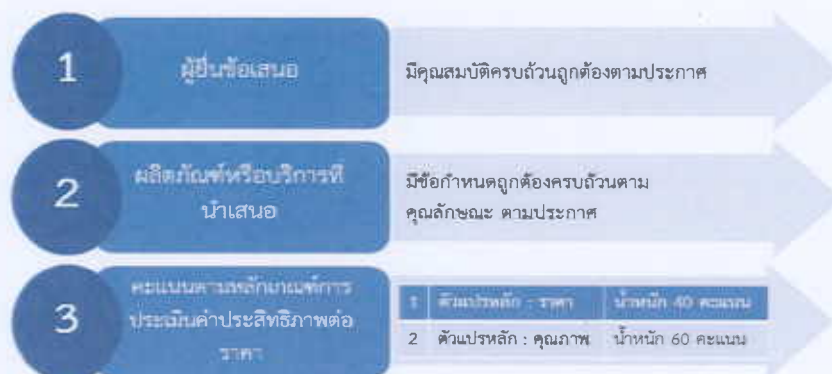 1
ผู้ยื่นข้อเสนอ
มีคุณสมบัติครบถ้วนถูกต้องตามประกาศ
2
ผลิตภัณฑ์หรือบริการที่
นำเสนอ
มีข้อกำหนดถูกต้องครบถ้วนตาม
คุณลักษณะ ตามประกาศ
3
คะแนนตามหลักเกณฑ์การ
ประเมินค่าประสิทธิภาพต่อ
ราคา
1 ตัวแปรหลัก : ราคา น้ำหนัก 40 คะแนน
2 ตัวแปรหลัก : คุณภาพ น้ำหนัก 60 คะแนน